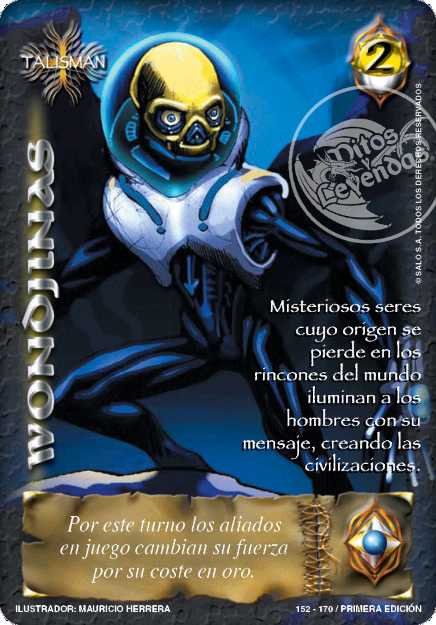 TALISMAN
2
WONDJINAS
Mitos y
Leyendas
© SALO S.A. TODOS LOS DERECHOS RESERVADOS.
Misteriosos seres
cuyo origen se
pierde en los
rincones del mundo
iluminan a los
hombres con su
mensaje, creando las
civilizaciones.
Por este turno los aliados
en juego cambian su fuerza
por su coste en oro.
ILUSTRADOR: MAURICIO HERRERA
152 - 170 / PRIMERA EDICIÓN